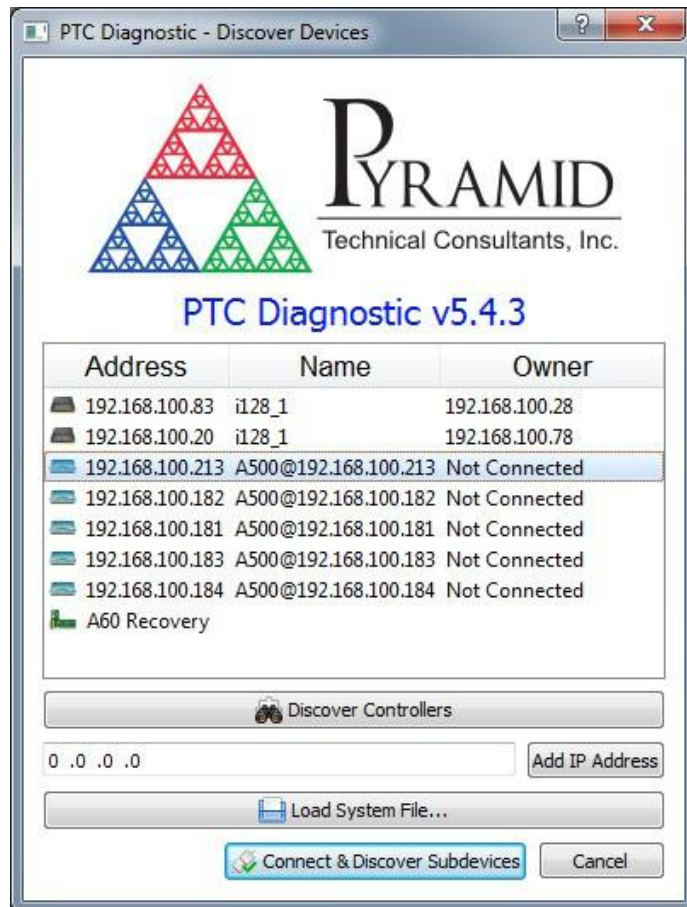 PTC Diagnostic - Discover Devices
PYRAMID
Technical Consultants, Inc.
PTC Diagnostic v5.4.3
Address Name Owner
192.168.100.83 i128_1 192.168.100.28
192.168.100.20 i128_1 192.168.100.78
192.168.100.213 A500@192.168.100.213 Not Connected
192.168.100.182 A500@192.168.100.182 Not Connected
192.168.100.181 A500@192.168.100.181 Not Connected
192.168.100.183 A500@192.168.100.183 Not Connected
192.168.100.184 A500@192.168.100.184 Not Connected
A60 Recovery
Discover Controllers
0 .0 .0 .0 Add IP Address
Load System File...
Connect & Discover Subdevices Cancel